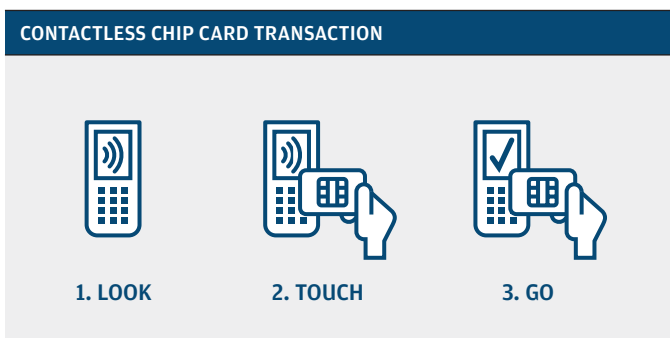 CONTACTLESS CHIP CARD TRANSACTION
1. LOOK
2. TOUCH
3. GO